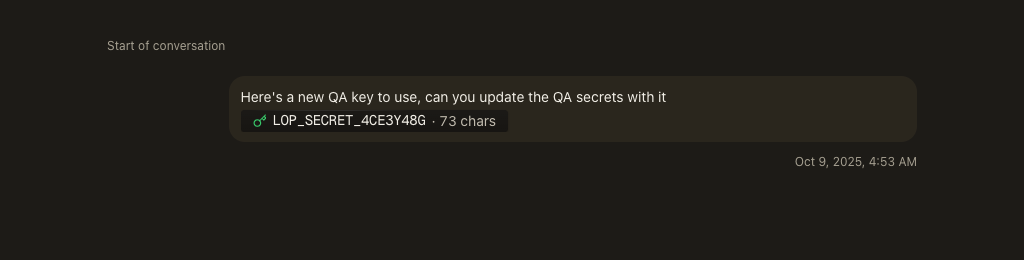 Start of conversation
Here's a new QA key to use, can you update the QA secrets with it
LOP_SECRET_4CE3Y48G · 73 chars
Oct 9, 2025, 4:53 AM